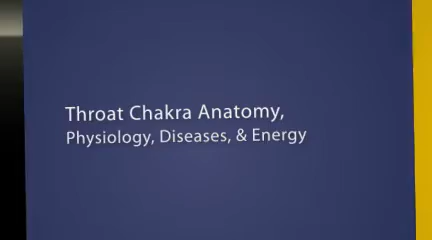 Throat Chakra Anatomy,
Physiology, Diseases, & Energy